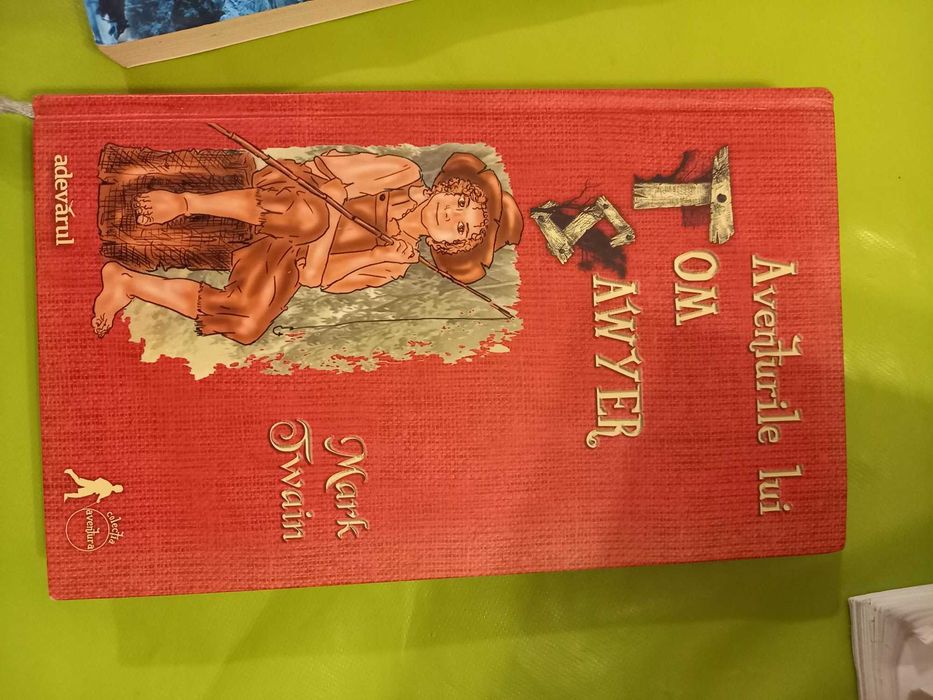 Aventurile lui
TOM
SAWYER
Mark
Twain
adevărul
colecția
aventura